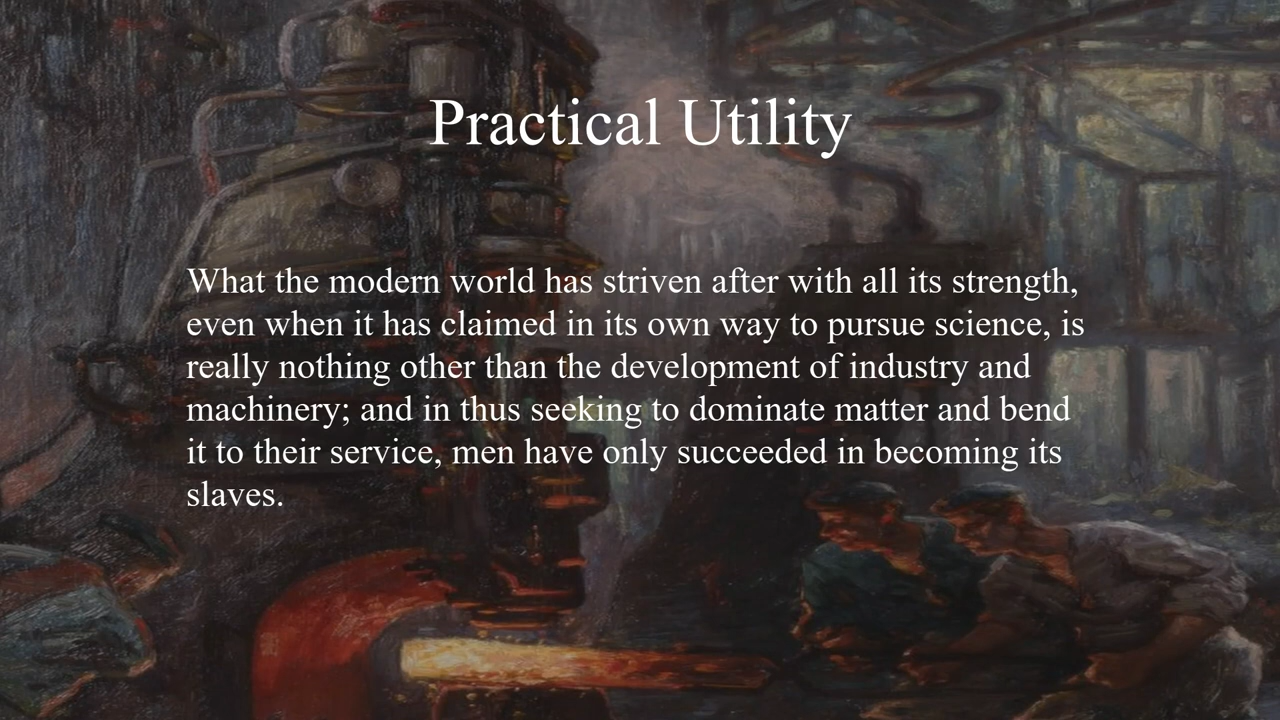 Practical Utility
What the modern world has striven after with all its strength,
even when it has claimed in its own way to pursue science, is
really nothing other than the development of industry and
machinery; and in thus seeking to dominate matter and bend
it to their service, men have only succeeded in becoming its
slaves.